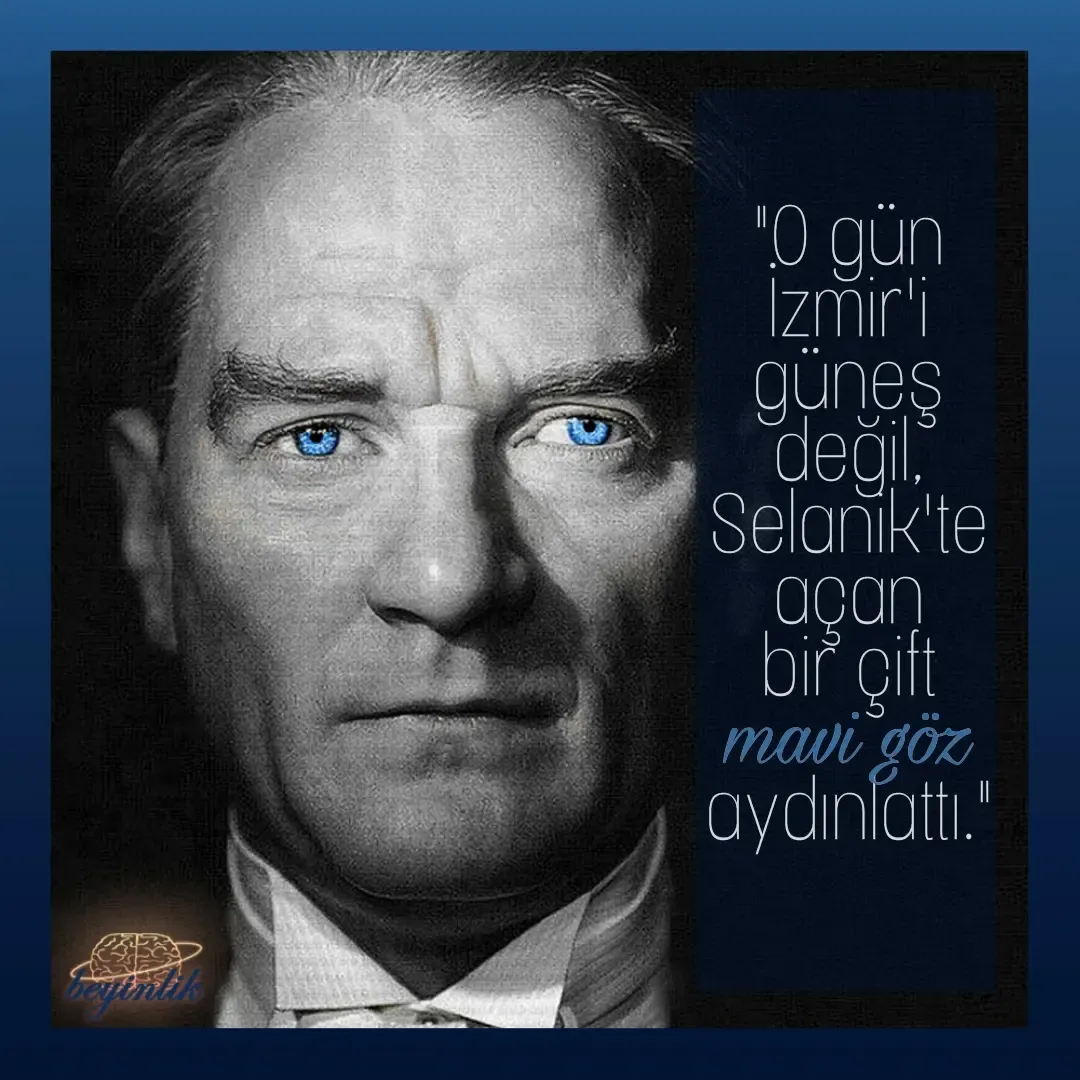 "O gün
İzmir'i
güneş
değil,
Selanik'te
açan
bir çift
mavi göz
aydınlattı."
beyinlik